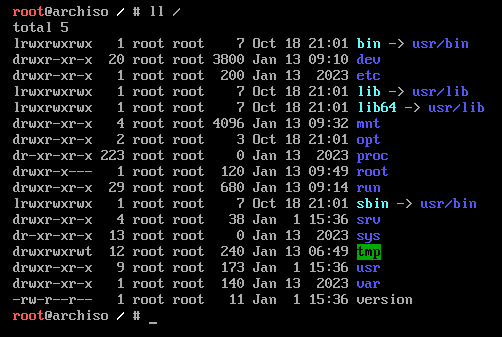 root@archiso / # ll /
total 5
lrwxrwxrwx   1 root root    7 Oct 18 21:01 bin -> usr/bin
drwxr-xr-x  20 root root 3800 Jan 13 09:10 dev
drwxr-xr-x   1 root root  200 Jan 13  2023 etc
lrwxrwxrwx   1 root root    7 Oct 18 21:01 lib -> usr/lib
lrwxrwxrwx   1 root root    7 Oct 18 21:01 lib64 -> usr/lib
drwxr-xr-x   4 root root 4096 Jan 13 09:32 mnt
drwxr-xr-x   2 root root    3 Oct 18 21:01 opt
dr-xr-xr-x 223 root root    0 Jan 13  2023 proc
drwxr-x---   1 root root  120 Jan 13 09:49 root
drwxr-xr-x  29 root root  680 Jan 13 09:14 run
lrwxrwxrwx   1 root root    7 Oct 18 21:01 sbin -> usr/bin
drwxr-xr-x   4 root root   38 Jan  1 15:36 srv
dr-xr-xr-x  13 root root    0 Jan 13  2023 sys
drwxrwxrwt  12 root root  240 Jan 13 06:49 tmp
drwxr-xr-x   9 root root  173 Jan  1 15:36 usr
drwxr-xr-x   1 root root  140 Jan 13  2023 var
-rw-r--r--   1 root root   11 Jan  1 15:36 version
root@archiso / # _